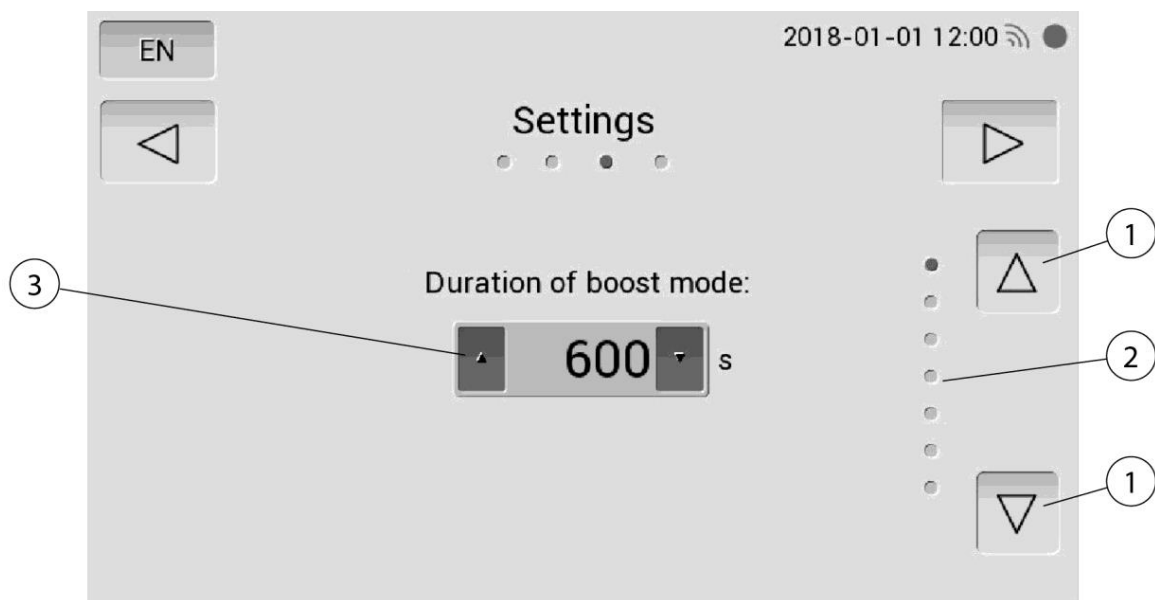 EN
2018-01-01 12:00
Settings
1
3
Duration of boost mode:
600 s
2
1